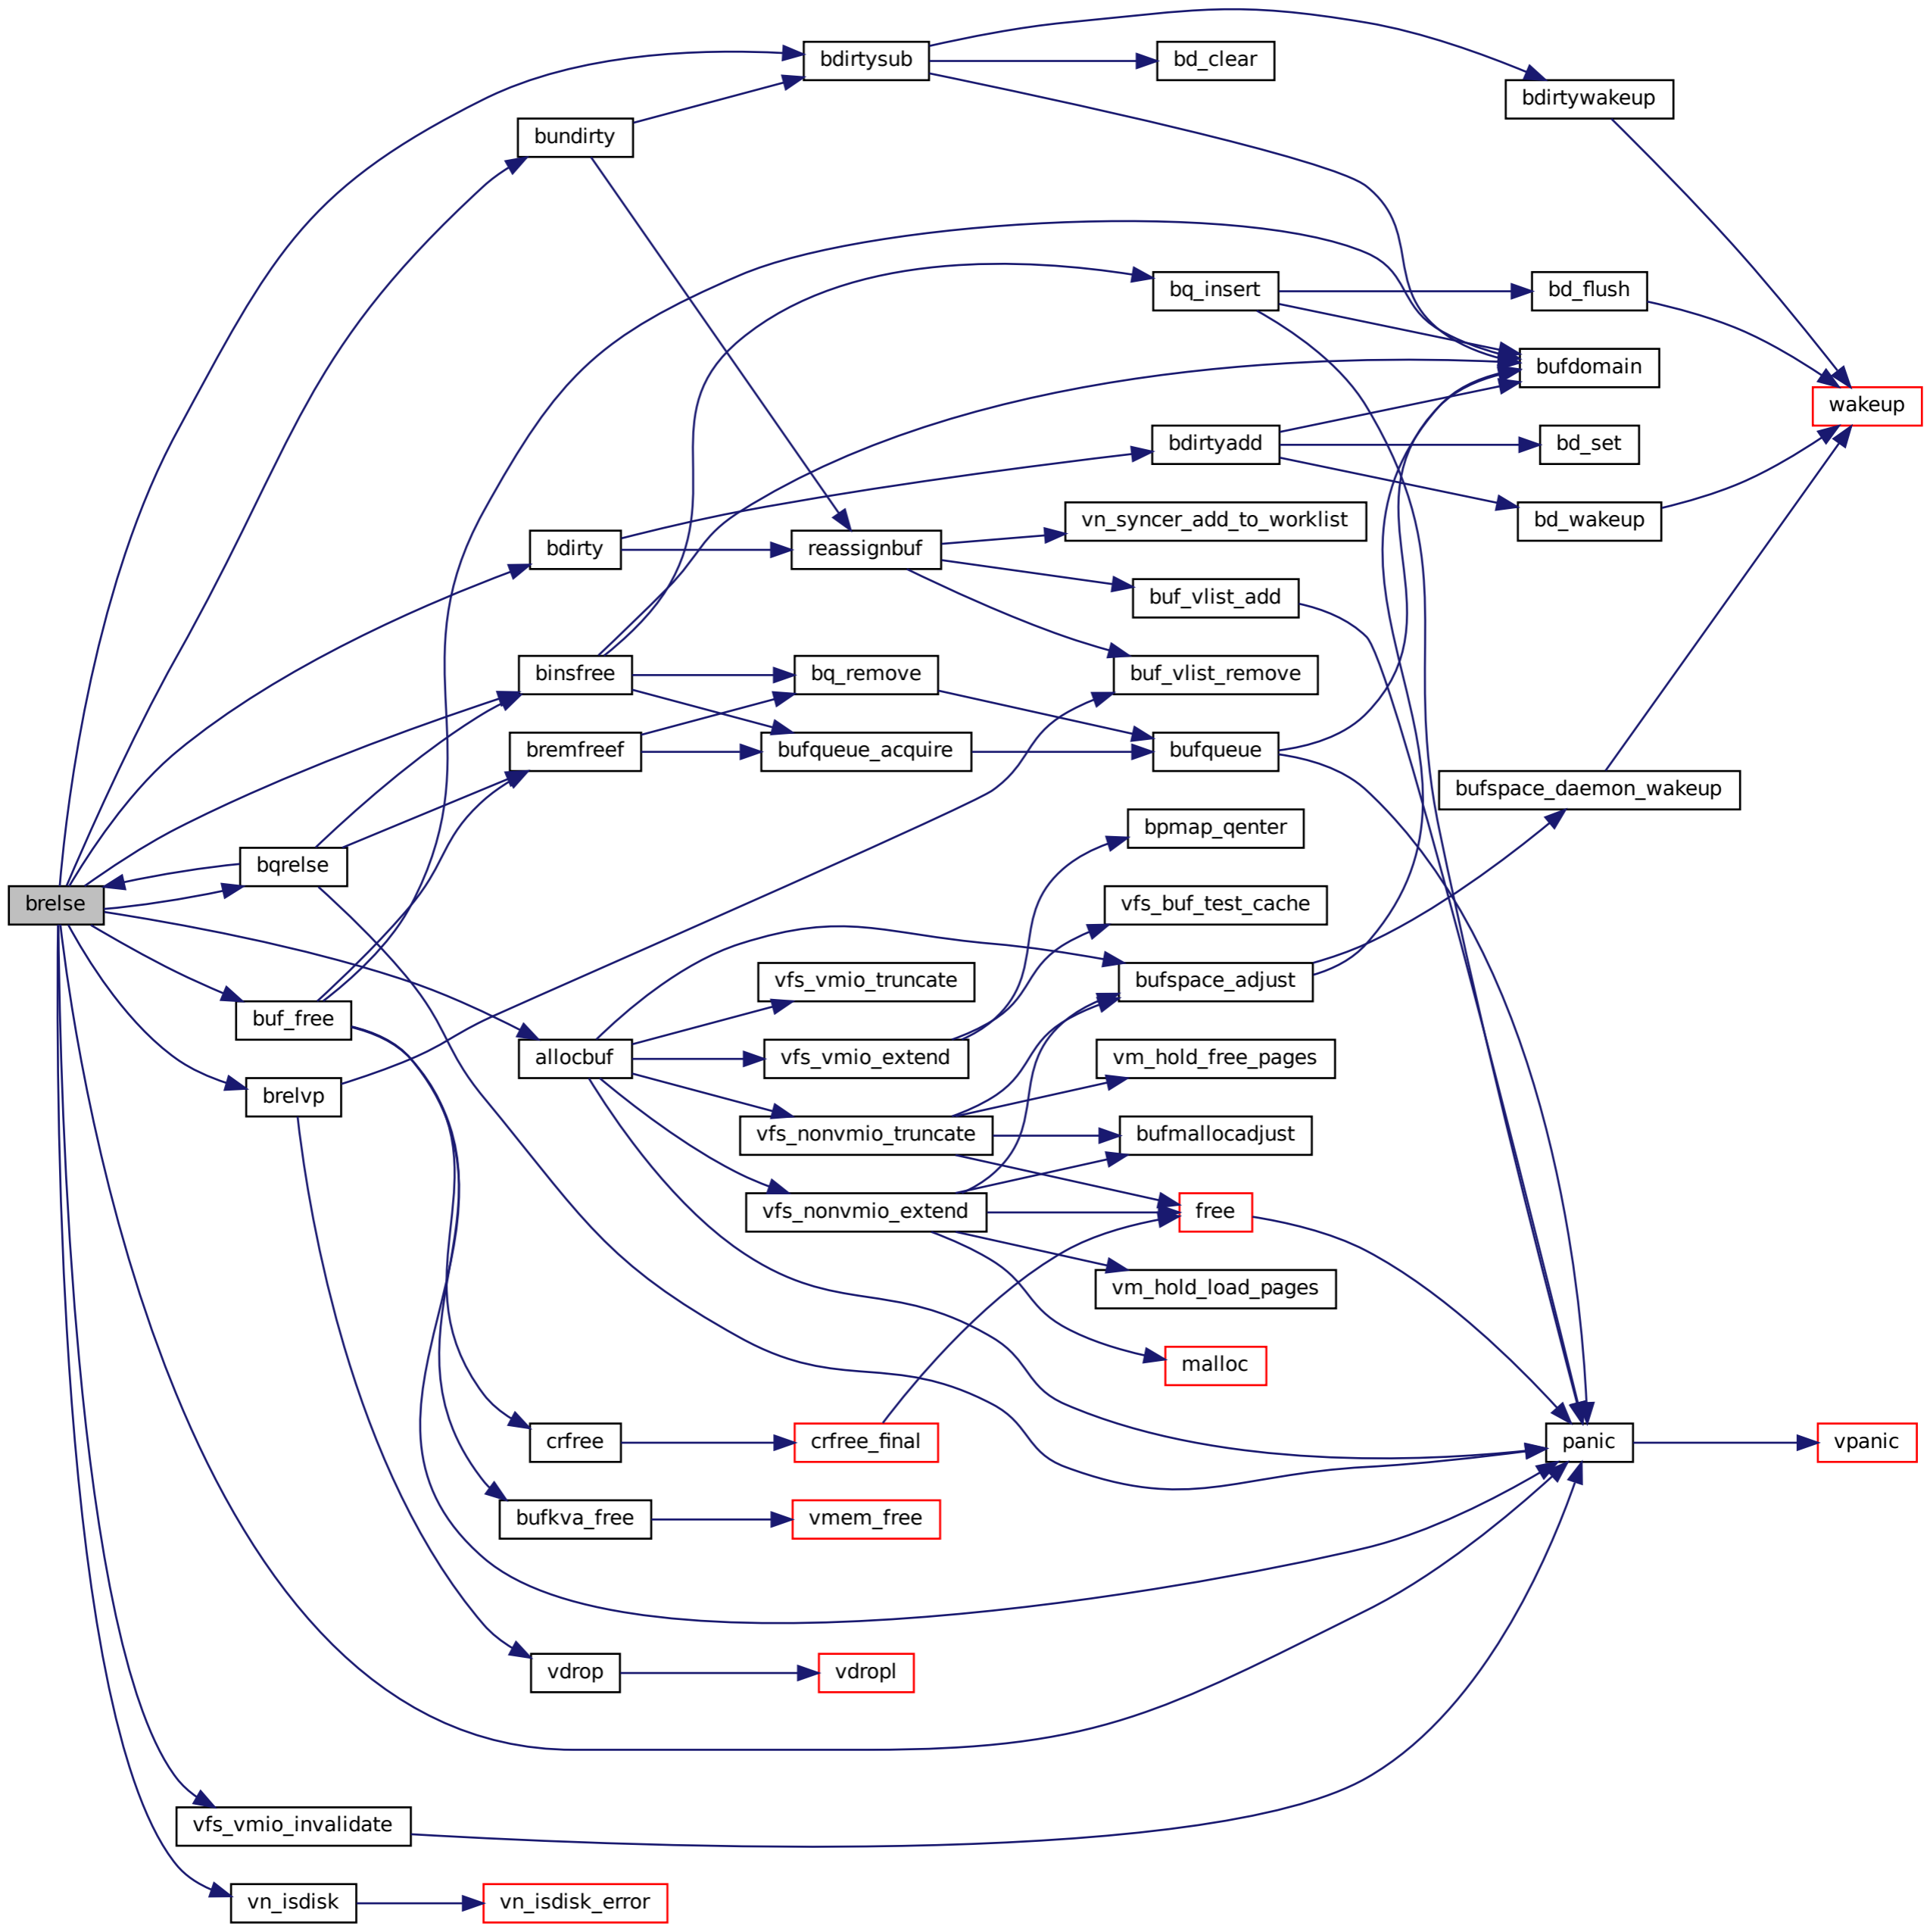 bdirtysub
bd_clear
bdirtywakeup
bundirty
bq_insert
bd_flush
bufdomain
wakeup
bdirtyadd
bd_set
bdirty
reassignbuf
vn_syncer_add_to_worklist
bd_wakeup
buf_vlist_add
binsfree
bq_remove
buf_vlist_remove
bremfreef
bufqueue_acquire
bufqueue
bufspace_daemon_wakeup
bpmap_qenter
bqrelse
brelse
vfs_buf_test_cache
vfs_vmio_truncate
bufspace_adjust
buf_free
allocbuf
vfs_vmio_extend
vm_hold_free_pages
brelvp
vfs_nonvmio_truncate
bufmallocadjust
vfs_nonvmio_extend
free
vm_hold_load_pages
malloc
crfree
crfree_final
panic
vpanic
bufkva_free
vmem_free
vdrop
vdropl
vfs_vmio_invalidate
vn_isdisk
vn_isdisk_error